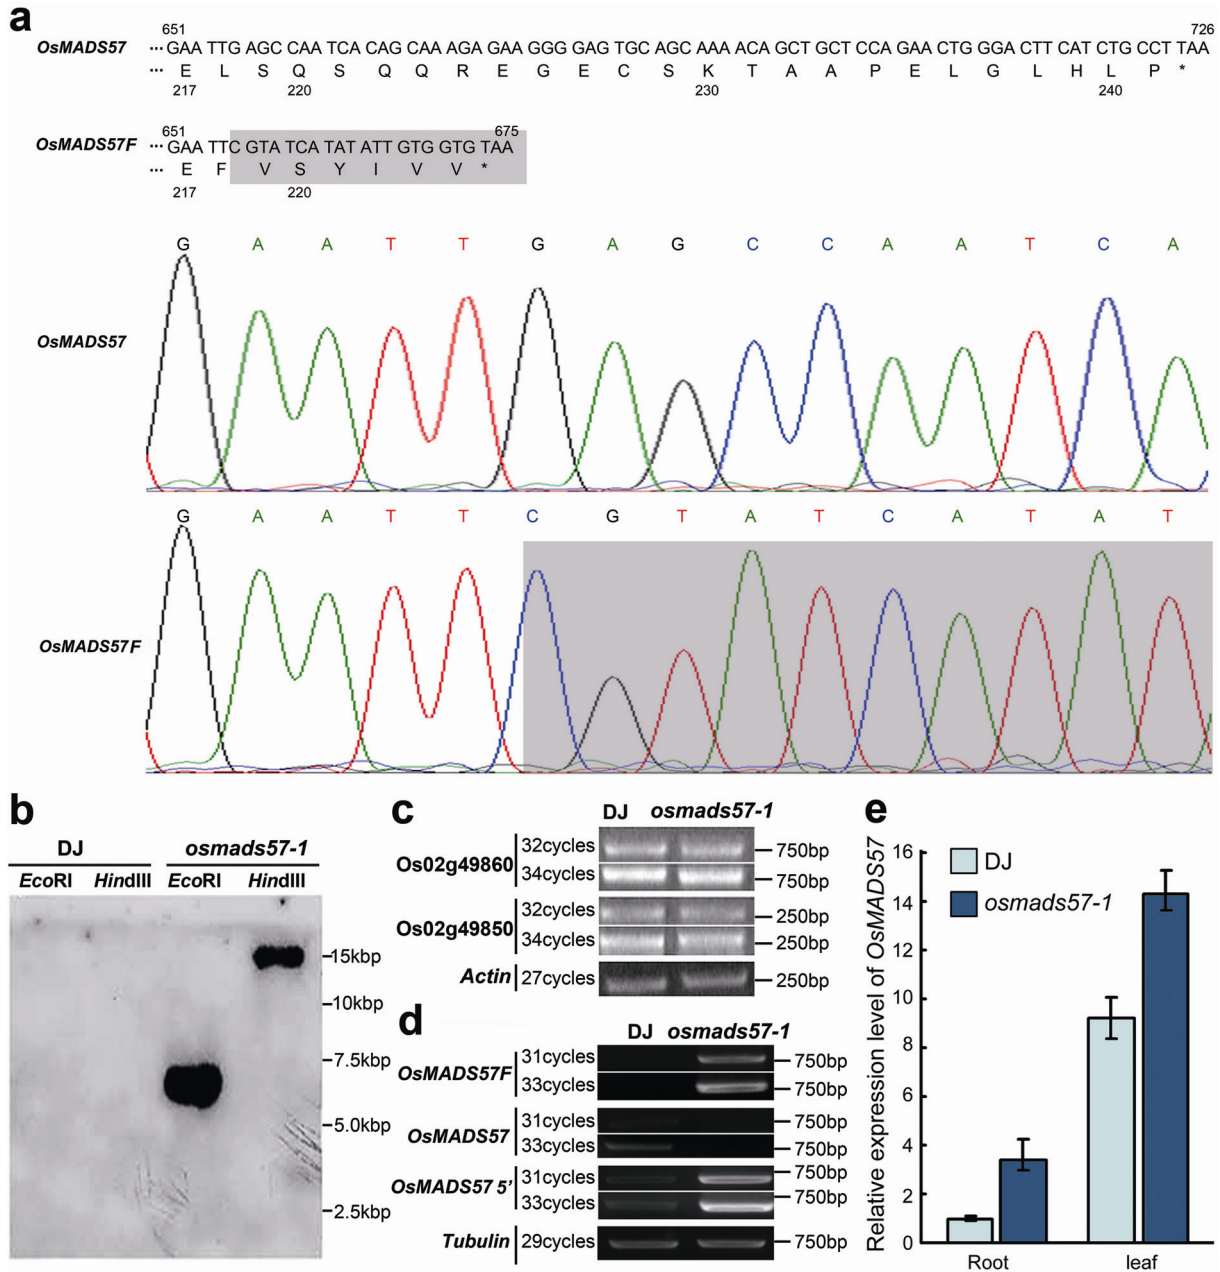 a
651 726
OsMADS57 ··· GAA TTG AGC CAA TCA CAG CAA AGA GAA GGG GAG TGC AGC AAA ACA GCT GCT CCA GAA CTG GGA CTT CAT CTG CCT TAA
··· E L S Q S Q Q R E G E C S K T A A P E L G L H L P *
217 220 230 240
651 675
OsMADS57F ··· GAA TTC GTA TCA TAT ATT GTG GTG TAA
··· E F V S Y I V V *
217 220
G A A T T G A G C C A A T C A
OsMADS57
G A A T T C G T A T C A T A T
OsMADS57F
b
DJ osmads57-1
EcoRI HindIII EcoRI HindIII
15kbp
10kbp
7.5kbp
5.0kbp
2.5kbp
c
DJ osmads57-1
Os02g49860 32cycles 750bp
34cycles 750bp
Os02g49850 32cycles 250bp
34cycles 250bp
Actin 27cycles 250bp
d
DJ osmads57-1
OsMADS57F 31cycles 750bp
33cycles 750bp
OsMADS57 31cycles 750bp
33cycles 750bp
OsMADS57 5' 31cycles 750bp
33cycles 750bp
Tubulin 29cycles 750bp
e
Relative expression level of OsMADS57
16
14
12
10
8
6
4
2
0
DJ
osmads57-1
Root leaf